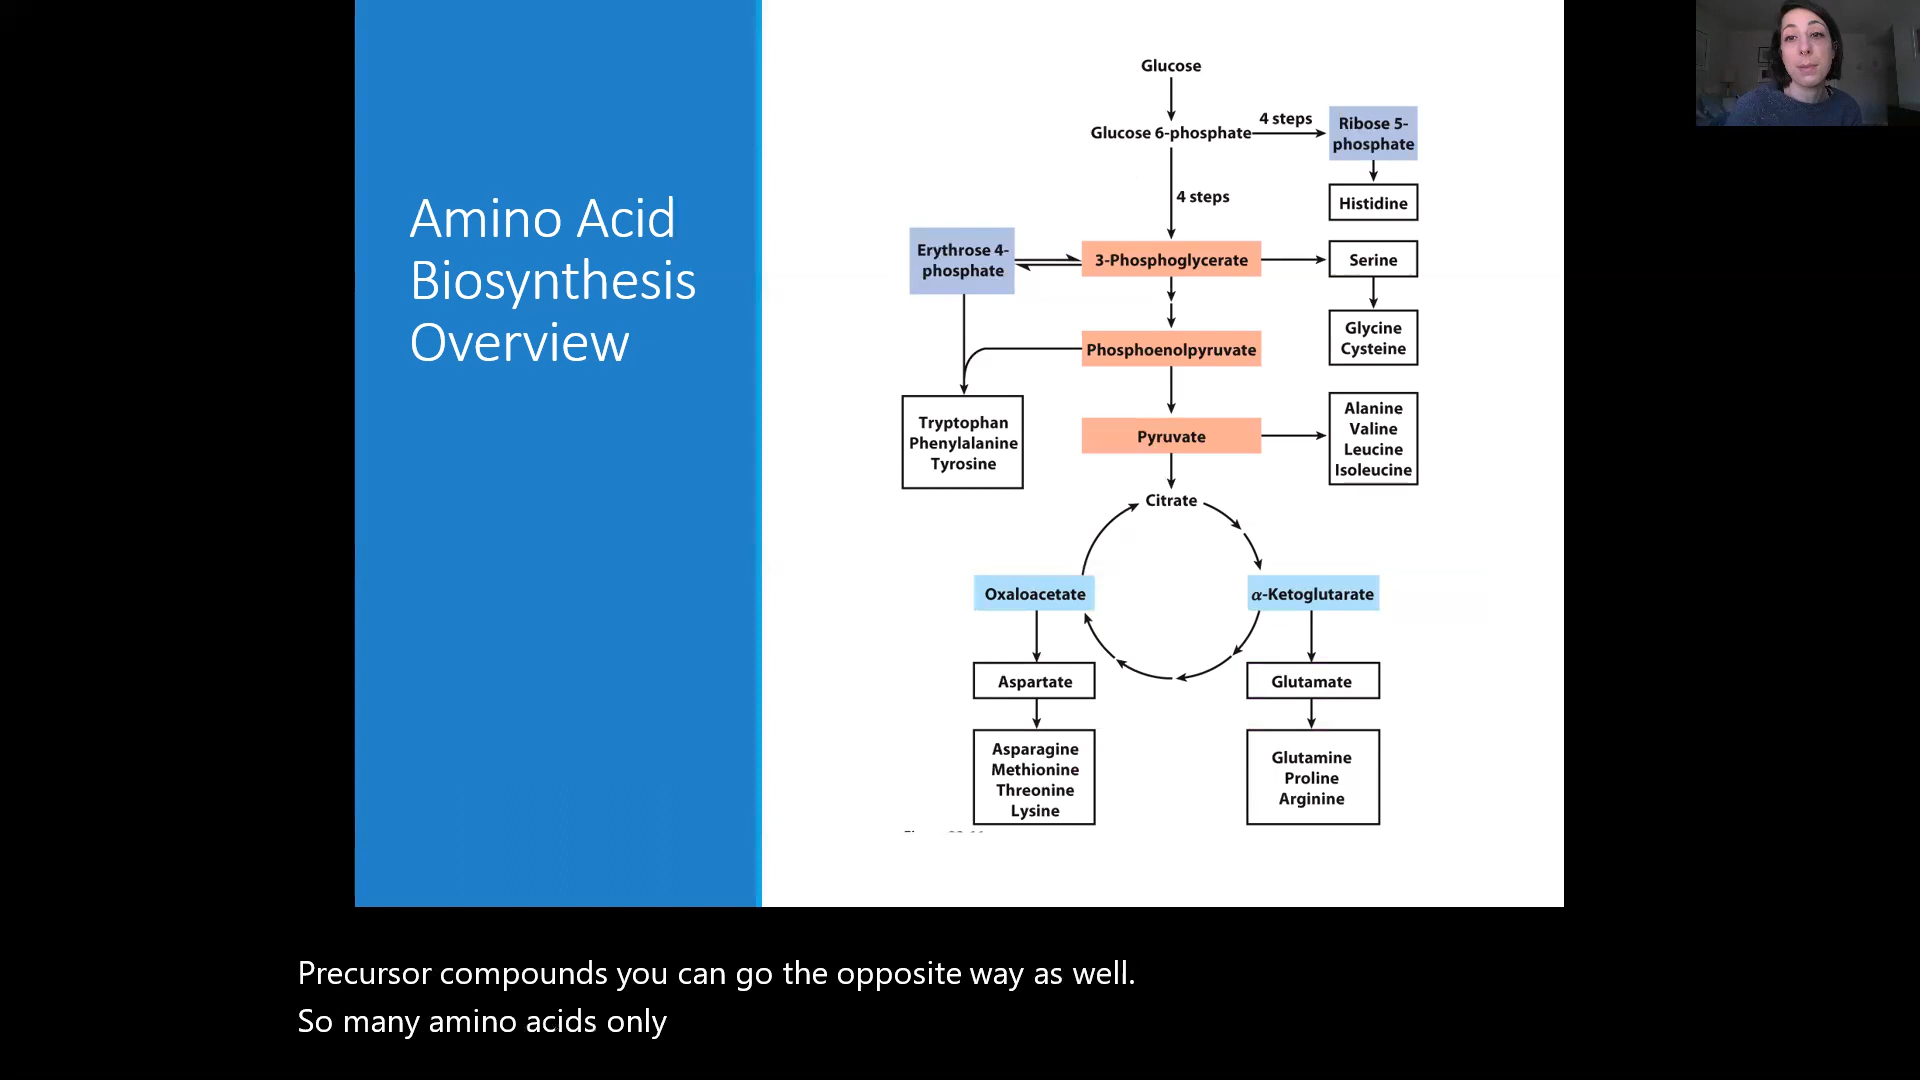 Amino Acid
Biosynthesis
Overview
Glucose
Glucose 6-phosphate
4 steps
Ribose 5-
phosphate
Histidine
4 steps
Erythrose 4-
phosphate
3-Phosphoglycerate
Serine
Glycine
Cysteine
Phosphoenolpyruvate
Tryptophan
Phenylalanine
Tyrosine
Pyruvate
Alanine
Valine
Leucine
Isoleucine
Citrate
Oxaloacetate
α-Ketoglutarate
Aspartate
Glutamate
Asparagine
Methionine
Threonine
Lysine
Glutamine
Proline
Arginine
Precursor compounds you can go the opposite way as well.
So many amino acids only